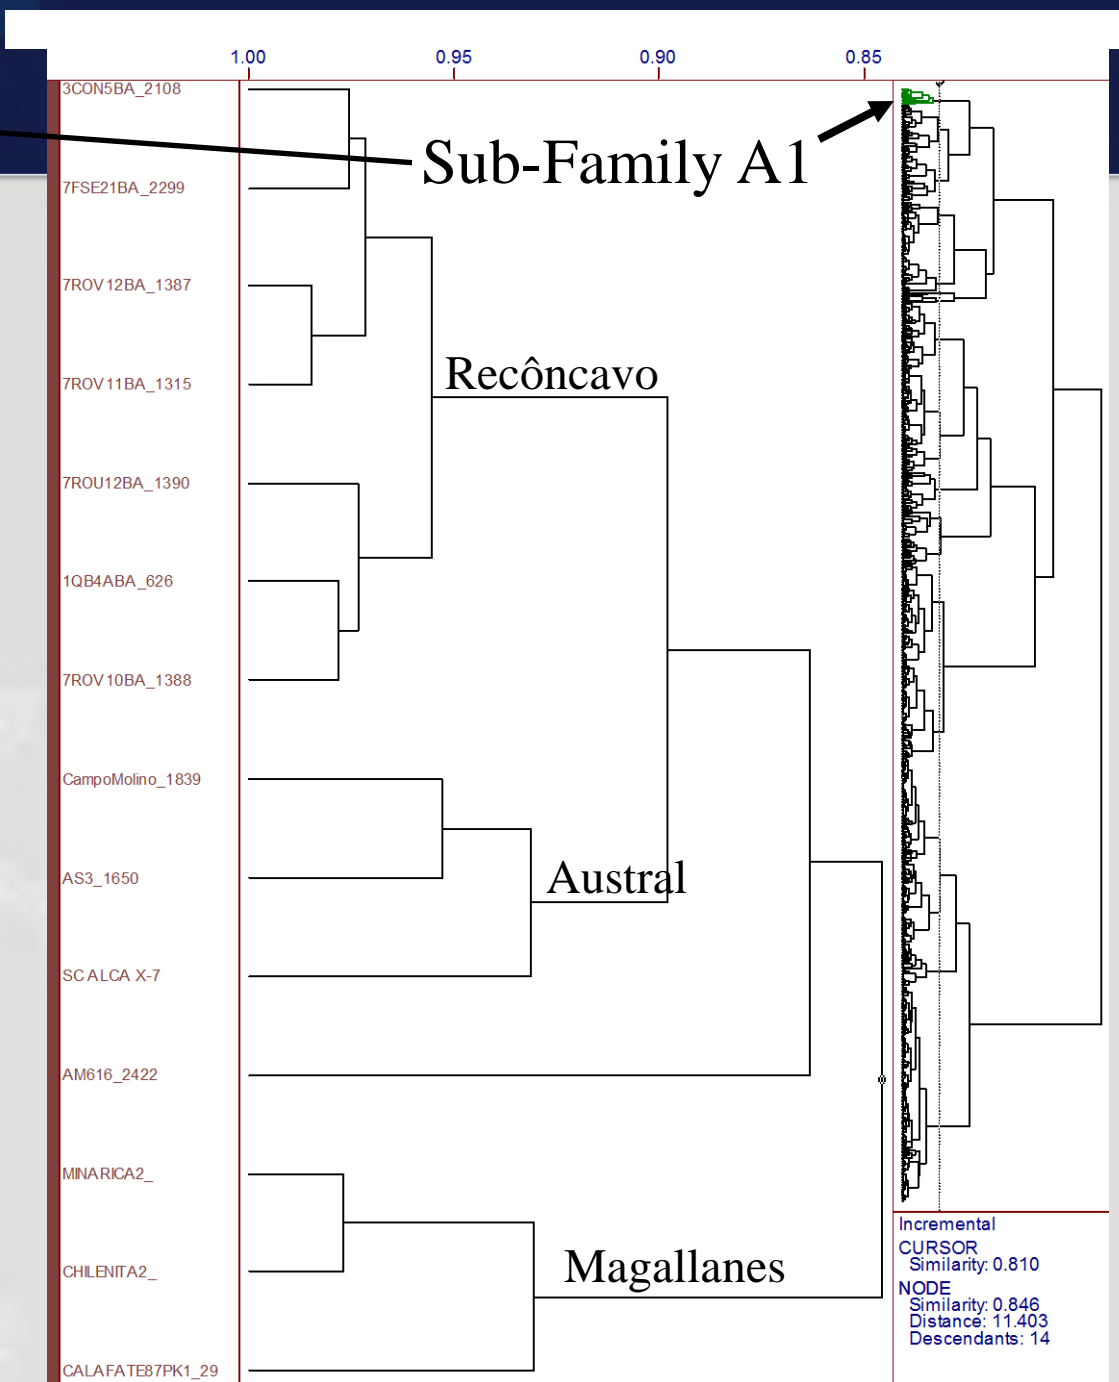 1.00 0.95 0.90 0.85
3CON5BA_2108
Sub-Family A1
7FSE21BA_2299
7ROV12BA_1387
Recôncavo
7ROV11BA_1315
7ROU12BA_1390
1QB4ABA_626
7ROV10BA_1388
CampoMolino_1839
AS3_1650
Austral
SCALCA X-7
AM616_2422
MINARICA2_
CHILENITA2_
Magallanes
CALAFATE87PK1_29
Incremental
CURSOR
Similarity: 0.810
NODE
Similarity: 0.846
Distance: 11.403
Descendants: 14